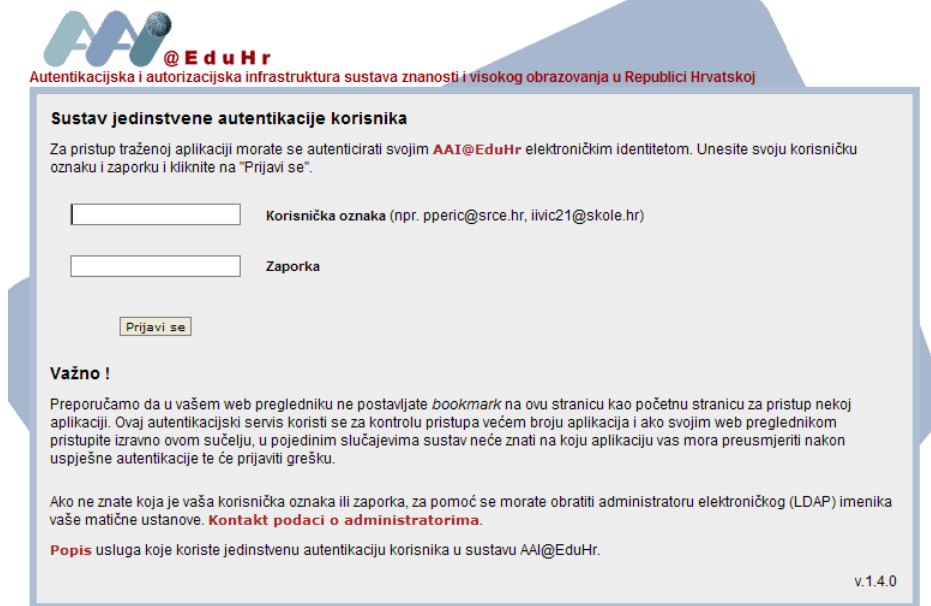 AAI
@EduHr
Autentikacijska i autorizacijska infrastruktura sustava znanosti i visokog obrazovanja u Republici Hrvatskoj
Sustav jedinstvene autentikacije korisnika
Za pristup traženoj aplikaciji morate se autenticirati svojim AAI@EduHr elektroničkim identitetom. Unesite svoju korisničku
oznaku i zaporku i kliknite na "Prijavi se".
Korisnička oznaka (npr. pperic@srce.hr, iivic21@skole.hr)
Zaporka
Prijavi se
Važno !
Preporučamo da u vašem web pregledniku ne postavljate bookmark na ovu stranicu kao početnu stranicu za pristup nekoj
aplikaciji. Ovaj autentikacijski servis koristi se za kontrolu pristupa većem broju aplikacija i ako svojim web preglednikom
pristupite izravno ovom sučelju, u pojedinim slučajevima sustav neće znati na koju aplikaciju vas mora preusmjeriti nakon
uspješne autentikacije te će prijaviti grešku.
Ako ne znate koja je vaša korisnička oznaka ili zaporka, za pomoć se morate obratiti administratoru elektroničkog (LDAP) imenika
vaše matične ustanove. Kontakt podaci o administratorima.
Popis usluga koje koriste jedinstvenu autentikaciju korisnika u sustavu AAI@EduHr.
v.1.4.0